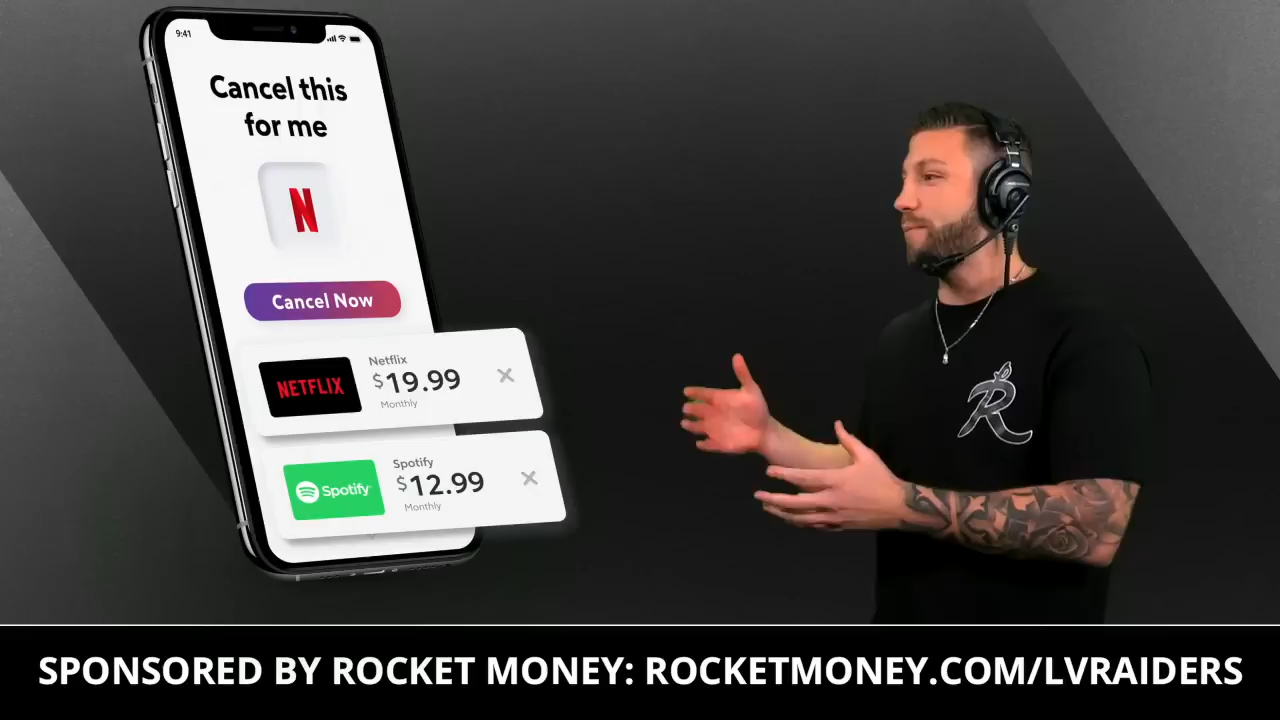 9:41
Cancel this
for me
N
Cancel Now
NETFLIX
Netflix
$19.99
Monthly
Spotify
Spotify
$12.99
Monthly
R
SPONSORED BY ROCKET MONEY: ROCKETMONEY.COM/LVRAIDERS